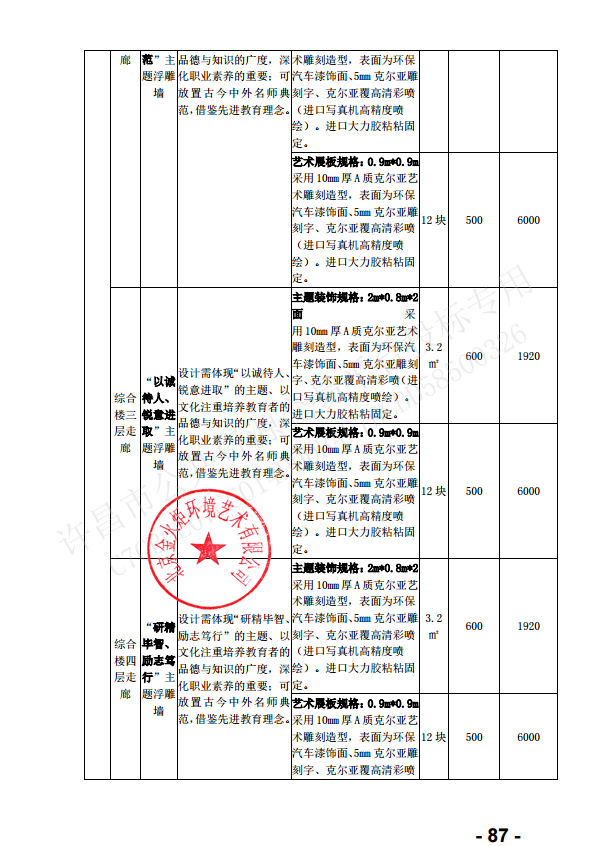 廊
范”主
题浮雕
墙
品德与知识的广度，深
化职业素养的重要；可
放置古今中外名师典
范，借鉴先进教育理念。
术雕刻造型，表面为环保
汽车漆饰面、5mm克尔亚雕
刻字、克尔亚覆高清彩喷
（进口写真机高精度喷
绘）。进口大力胶粘粘固
定。
艺术展板规格：0.9m*0.9m
采用10mm厚A质克尔亚艺
术雕刻造型，表面为环保
汽车漆饰面、5mm克尔亚雕
刻字、克尔亚覆高清彩喷
（进口写真机高精度喷
绘）。进口大力胶粘粘固
定。
12块
500
6000
综合
楼三
层走
廊
“以诚
待人、
锐意进
取”主
题浮雕
墙
设计需体现“以诚待人、
锐意进取”的主题、以
文化注重培养教育者的
品德与知识的广度，深
化职业素养的重要；可
放置古今中外名师典
范，借鉴先进教育理念。
主题装饰规格：2m*0.8m*2
面 采
用10mm厚A质克尔亚艺术
雕刻造型，表面为环保汽
车漆饰面、5mm克尔亚雕刻
字、克尔亚覆高清彩喷（进
口写真机高精度喷绘）。
进口大力胶粘粘固定。
3.2
㎡
600
1920
艺术展板规格：0.9m*0.9m
采用10mm厚A质克尔亚艺
术雕刻造型，表面为环保
汽车漆饰面、5mm克尔亚雕
刻字、克尔亚覆高清彩喷
（进口写真机高精度喷
绘）。进口大力胶粘粘固
定。
12块
500
6000
北京金火炬环境艺术有限公司
综合
楼四
层走
廊
“研精
毕智、
励志笃
行”主
题浮雕
墙
设计需体现“研精毕智、
励志笃行”的主题、以
文化注重培养教育者的
品德与知识的广度，深
化职业素养的重要；可
放置古今中外名师典
范，借鉴先进教育理念。
主题装饰规格：2m*0.8m*2
采用10mm厚A质克尔亚艺
术雕刻造型，表面为环保
汽车漆饰面、5mm克尔亚雕
刻字、克尔亚覆高清彩喷
（进口写真机高精度喷
绘）。进口大力胶粘粘固
定。
3.2
㎡
600
1920
艺术展板规格：0.9m*0.9m
采用10mm厚A质克尔亚艺
术雕刻造型，表面为环保
汽车漆饰面、5mm克尔亚雕
刻字、克尔亚覆高清彩喷
12块
500
6000
- 87 -